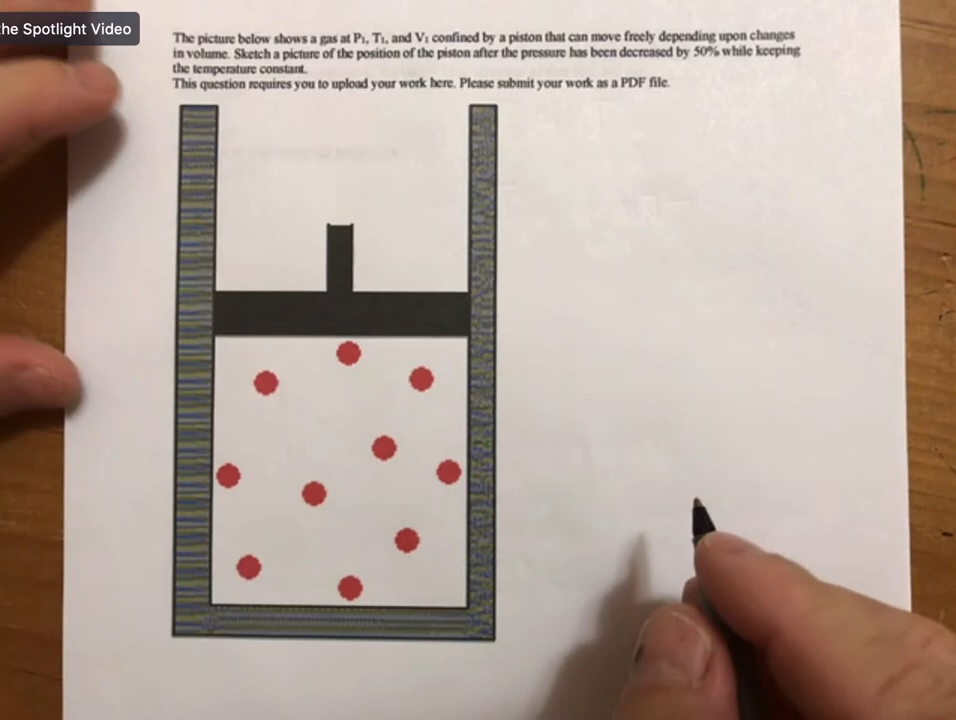 the Spotlight Video
The picture below shows a gas at P₁, T₁, and V₁ confined by a piston that can move freely depending upon changes
in volume. Sketch a picture of the position of the piston after the pressure has been decreased by 50% while keeping
the temperature constant.
This question requires you to upload your work here. Please submit your work as a PDF file.